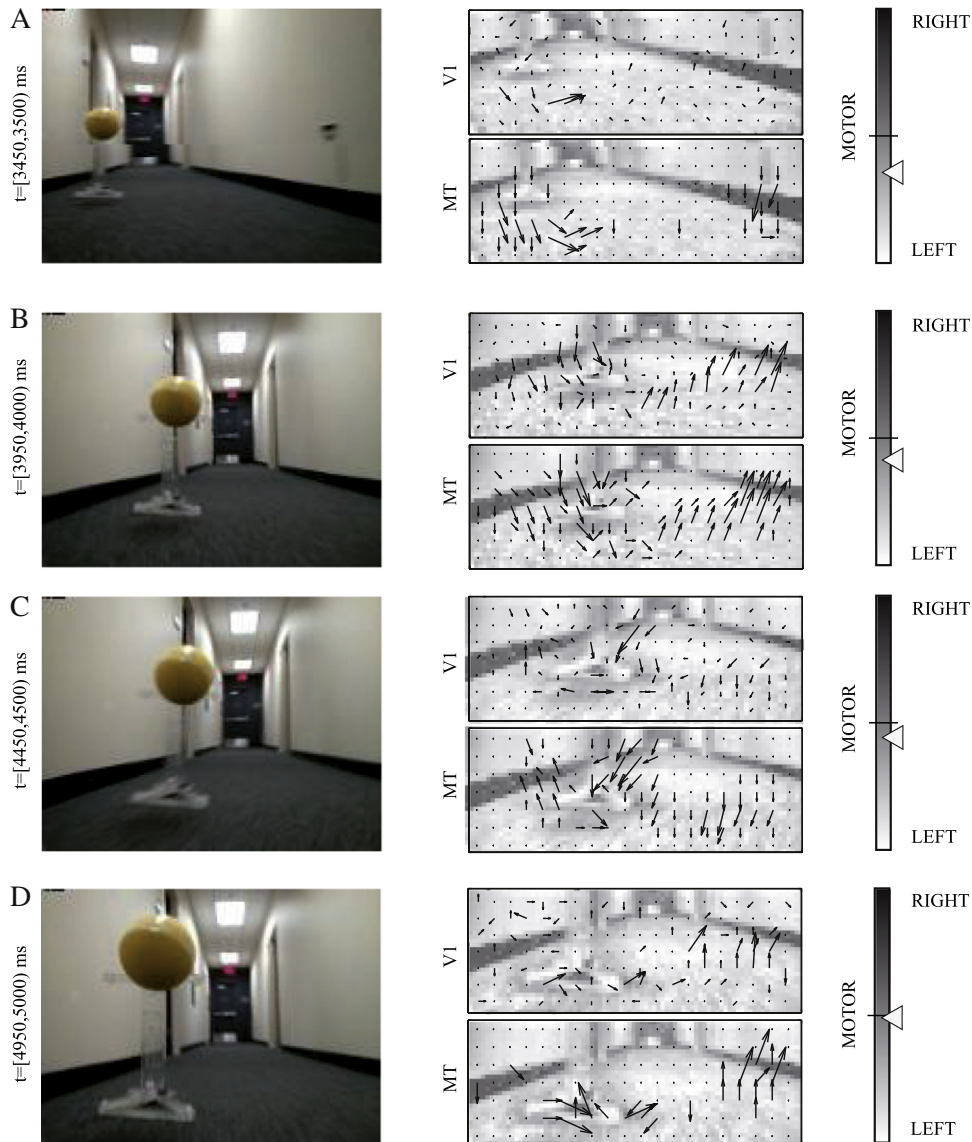 A
t=[3450,3500) ms
V1
MT
MOTOR
RIGHT
LEFT
B
t=[3950,4000) ms
V1
MT
MOTOR
RIGHT
LEFT
C
t=[4450,4500) ms
V1
MT
MOTOR
RIGHT
LEFT
D
t=[4950,5000) ms
V1
MT
MOTOR
RIGHT
LEFT